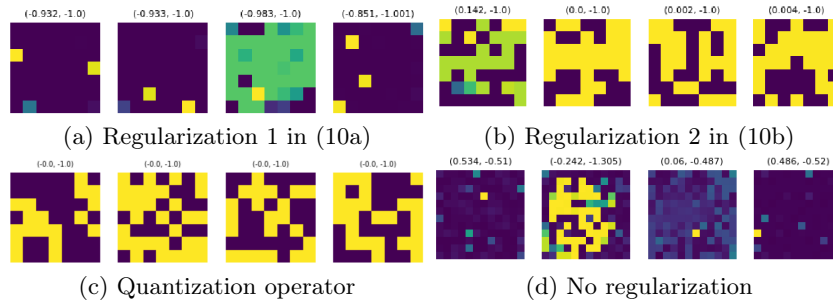 (-0.932, -1.0) (-0.933, -1.0) (-0.983, -1.0) (-0.851, -1.001)
(0.142, -1.0) (0.0, -1.0) (0.002, -1.0) (0.004, -1.0)
(a) Regularization 1 in (10a)
(b) Regularization 2 in (10b)
(-0.0, -1.0) (-0.0, -1.0) (-0.0, -1.0) (-0.0, -1.0)
(0.534, -0.51) (-0.242, -1.305) (0.06, -0.487) (0.486, -0.52)
(c) Quantization operator
(d) No regularization